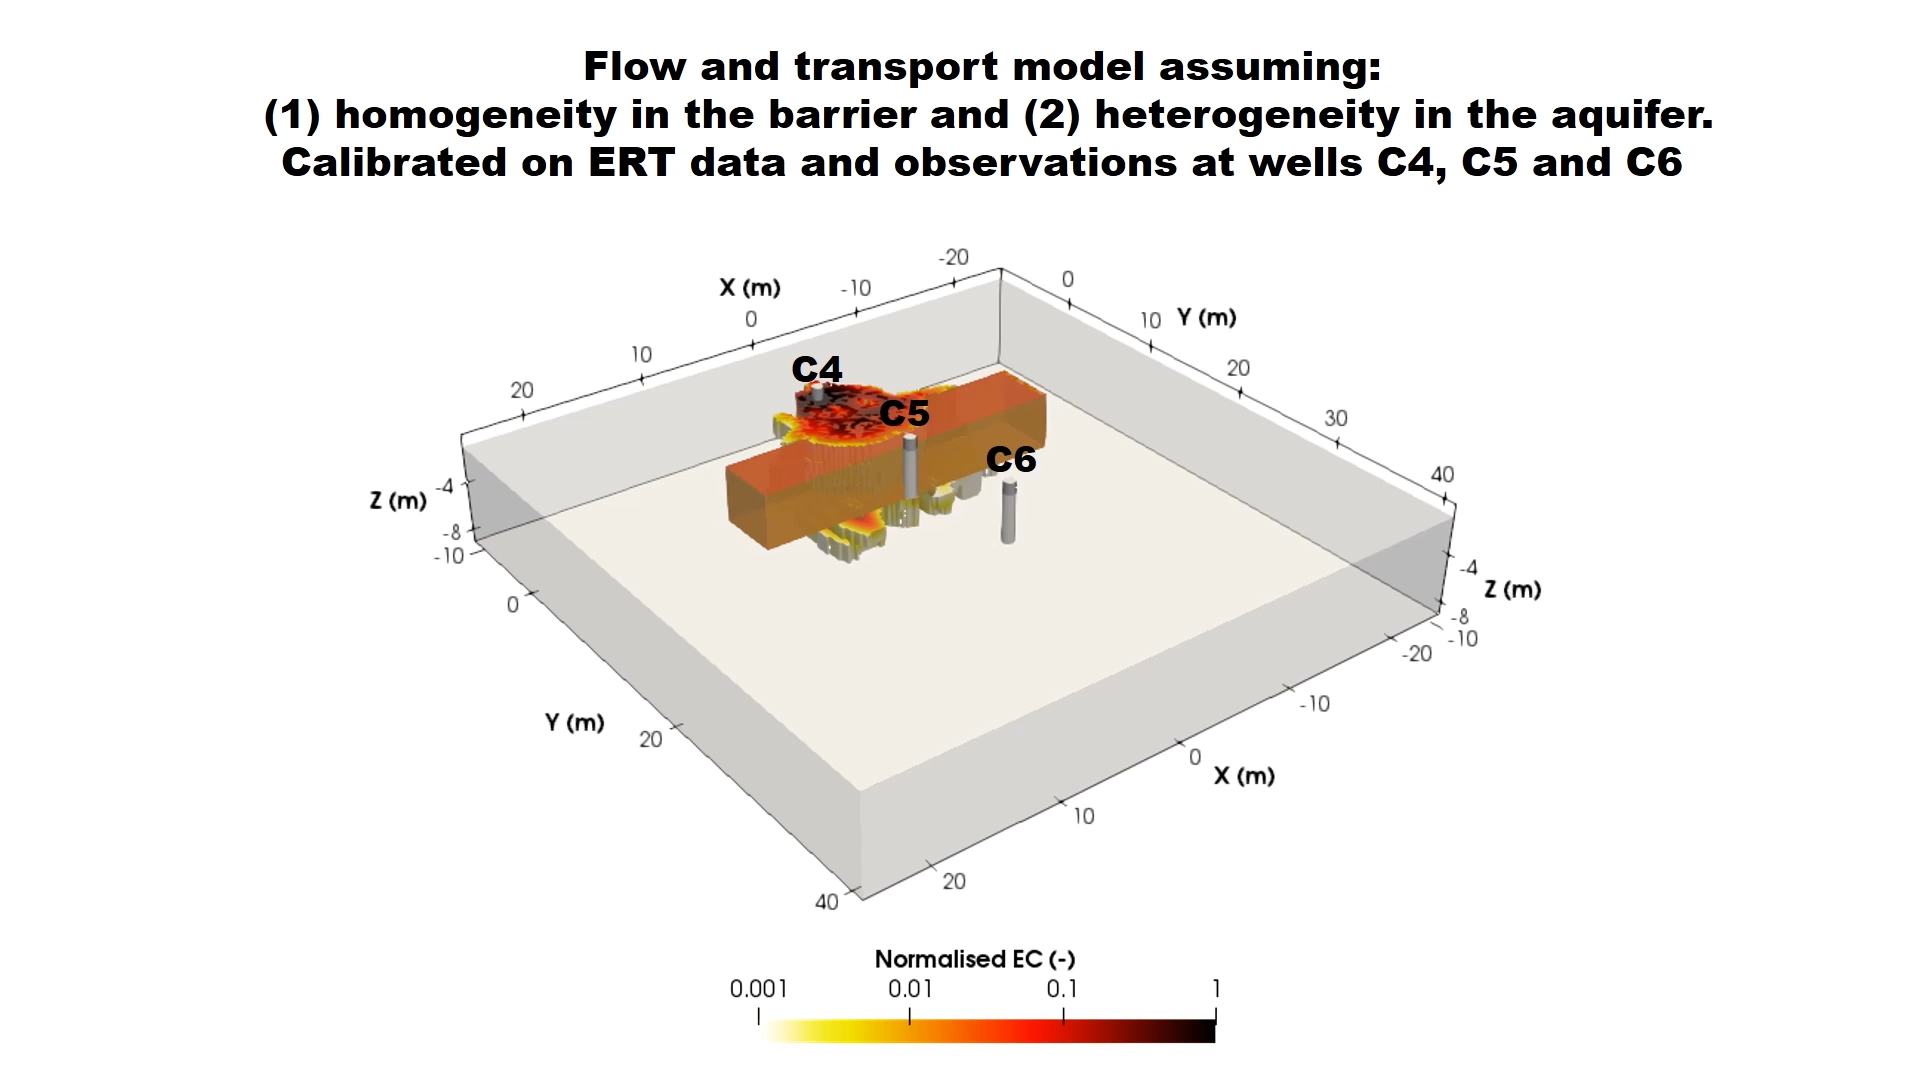 Flow and transport model assuming:
(1) homogeneity in the barrier and (2) heterogeneity in the aquifer.
Calibrated on ERT data and observations at wells C4, C5 and C6
-20
X (m)
-10
0
0
10
Y (m)
10
20
20
30
40
C4
C5
C6
Z (m)
-4
-8
-10
-4
Z (m)
-8
-10
0
-20
-10
Y (m)
20
0
X (m)
10
20
40
Normalised EC (-)
0.001
0.01
0.1
1